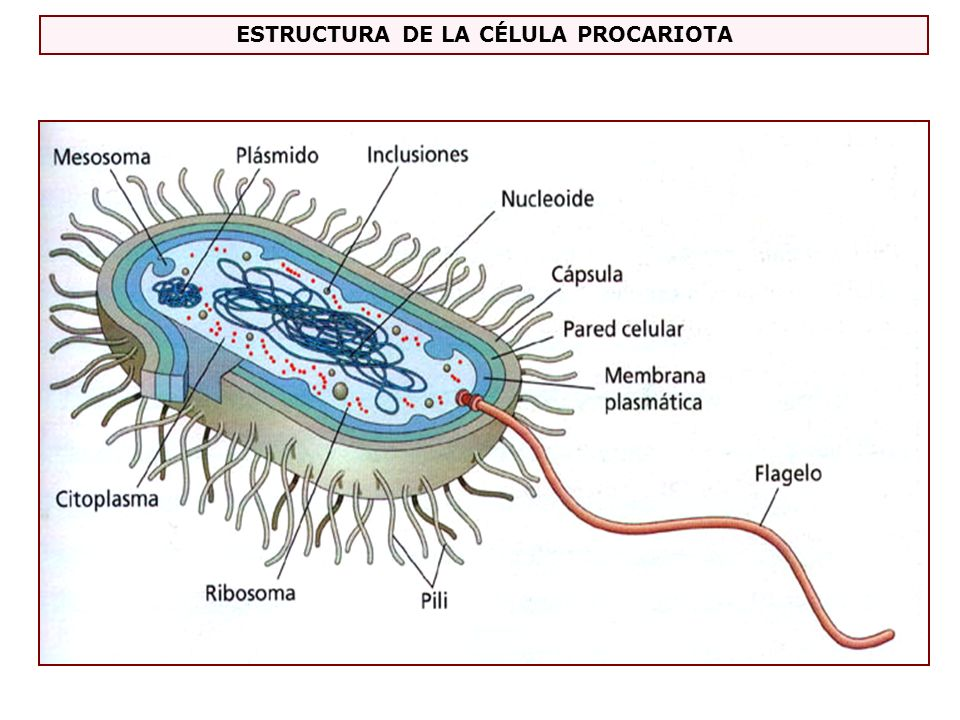 ESTRUCTURA DE LA CÉLULA PROCARIOTA
Mesosoma
Plásmido
Inclusiones
Nucleoide
Cápsula
Pared celular
Membrana
plasmática
Flagelo
Citoplasma
Ribosoma
Pili